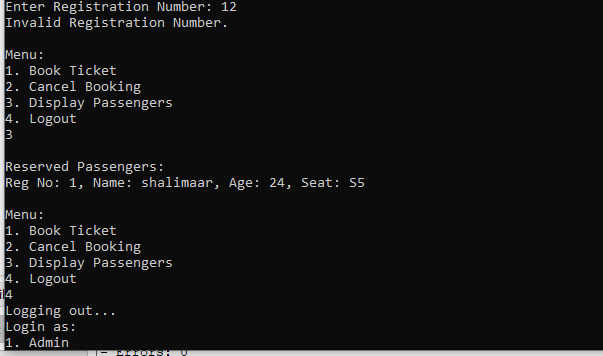 Enter Registration Number: 12
Invalid Registration Number.
Menu:
1. Book Ticket
2. Cancel Booking
3. Display Passengers
4. Logout
3
Reserved Passengers:
Reg No: 1, Name: shalimaar, Age: 24, Seat: S5
Menu:
1. Book Ticket
2. Cancel Booking
3. Display Passengers
4. Logout
4
Logging out...
Login as:
1. Admin
- Errors: 0